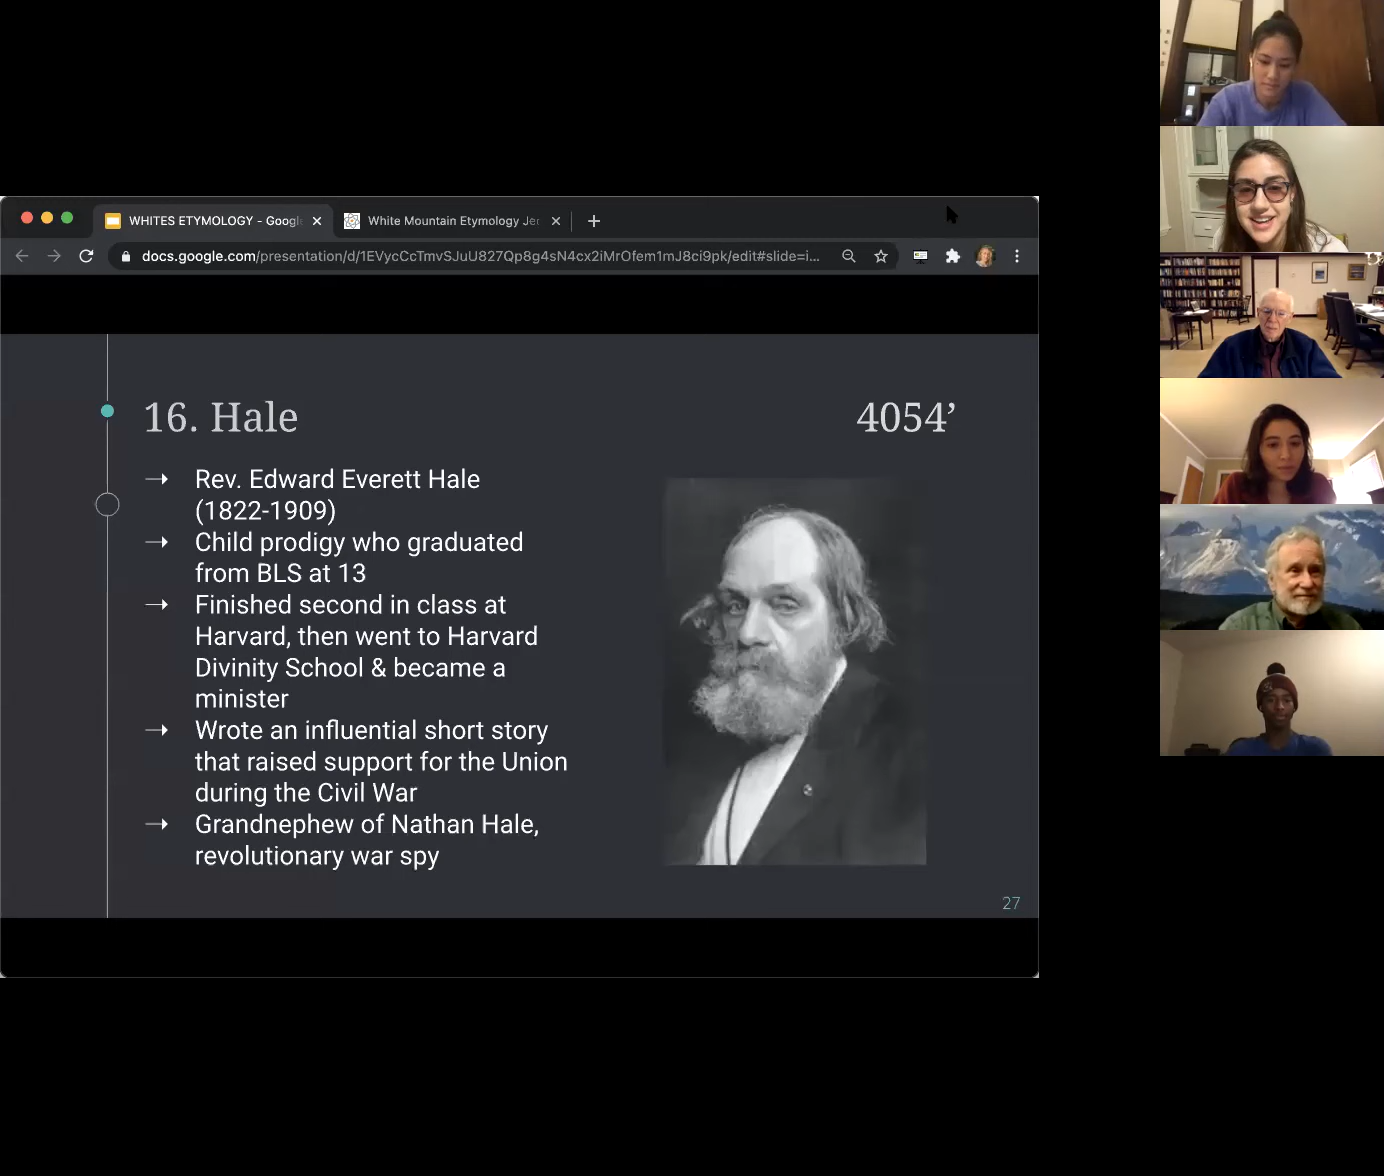 WHITES ETYMOLOGY - Googl
White Mountain Etymology Jer
docs.google.com/presentation/d/1EVycCcTmvSJuU827Qp8g4sN4cx2iMrOfem1mJ8ci9pk/edit#slide=i...
16. Hale
4054’
→ Rev. Edward Everett Hale
(1822-1909)
→ Child prodigy who graduated
from BLS at 13
→ Finished second in class at
Harvard, then went to Harvard
Divinity School & became a
minister
→ Wrote an influential short story
that raised support for the Union
during the Civil War
→ Grandnephew of Nathan Hale,
revolutionary war spy
27